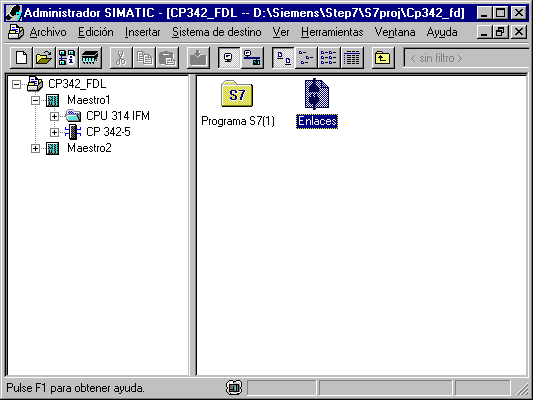 Administrador SIMATIC - [CP342_FDL -- D:\Siemens\Step7\S7proj\Cp342_fd]
Archivo Edición Insertar Sistema de destino Ver Herramientas Ventana Ayuda
< sin filtro >
CP342_FDL
Maestro1
CPU 314 IFM
CP 342-5
Maestro2
S7
Programa S7(1)
Enlaces
Pulse F1 para obtener ayuda.